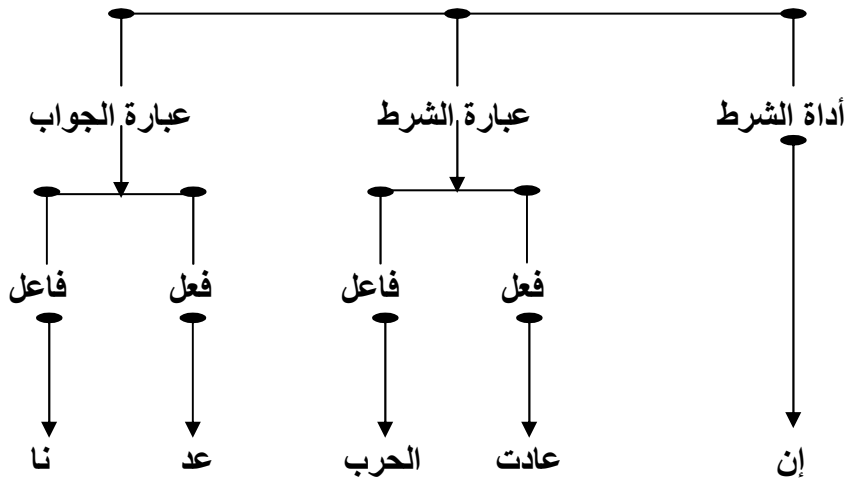 أداة الشرط عبارة الشرط عبارة الجواب
فعل فاعل فعل فاعل
إن عادت الحرب عد نا